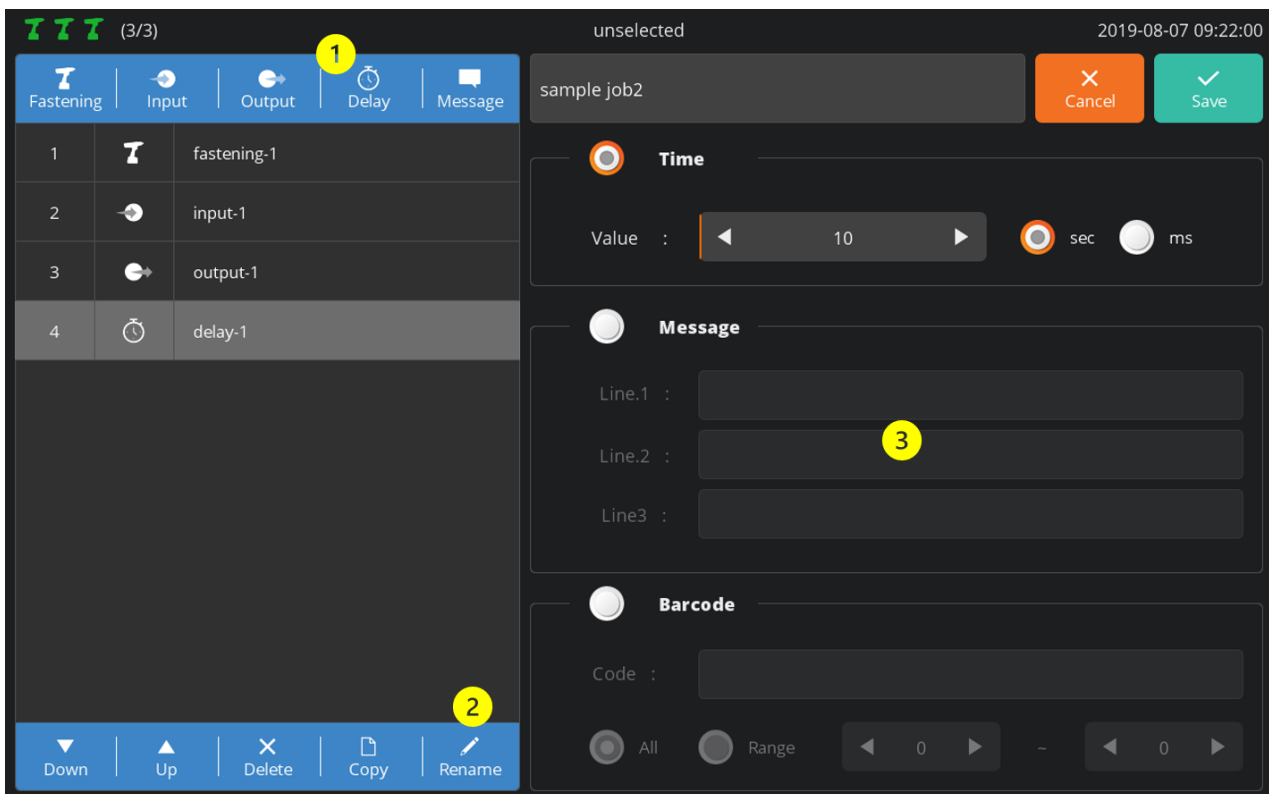 (3/3) unselected 2019-08-07 09:22:00
1
Fastening Input Output Delay Message
sample job2
Cancel Save
1 fastening-1
2 input-1
3 output-1
4 delay-1
Time
Value : 10 sec ms
Message
Line.1 :
3
Line.2 :
Line3 :
Barcode
Code :
All Range 0 ~ 0
2
Down Up Delete Copy Rename